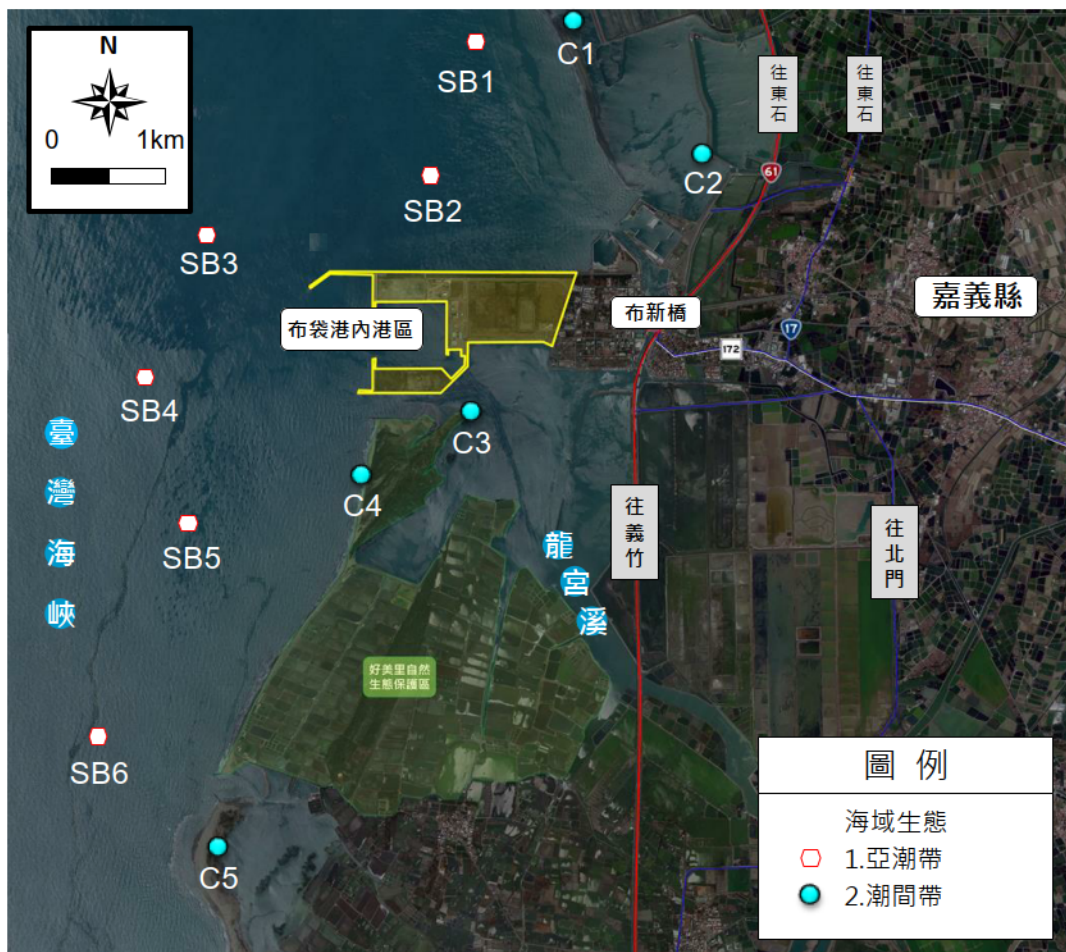 N
0 1km
SB1
C1
往東石
往東石
C2
61
SB2
SB3
布袋港內港區
布新橋
嘉義縣
17
172
SB4
C3
臺灣海峽
C4
SB5
往義竹
往北門
龍宮溪
好美里自然
生態保護區
SB6
C5
圖 例
海域生態
1.亞潮帶
2.潮間帶